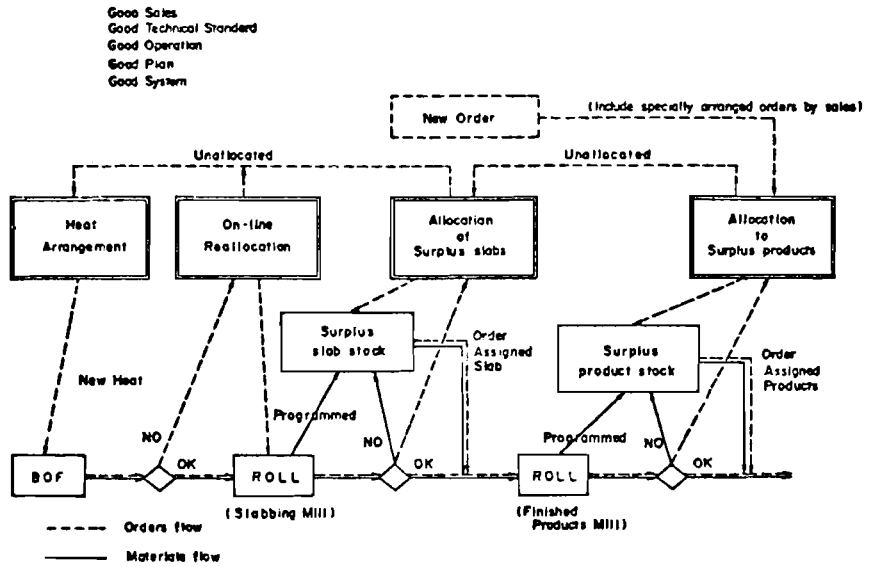 Good Sales
Good Technical Standard
Good Operation
Good Plan
Good System
New Order
(Include specially arranged orders by sales)
Unallocated
Unallocated
Heat
Arrangement
On-line
Reallocation
Allocation
of
Surplus slabs
Allocation
to
Surplus products
Surplus
slab stock
Order
Assigned
Slab
Surplus
product stock
Order
Assigned
Products
New Heat
Programmed
Programmed
NO
NO
NO
OK
OK
OK
BOF
ROLL
ROLL
(Slabbing Mill)
(Finished
Products Mill)
Orders flow
Materials flow